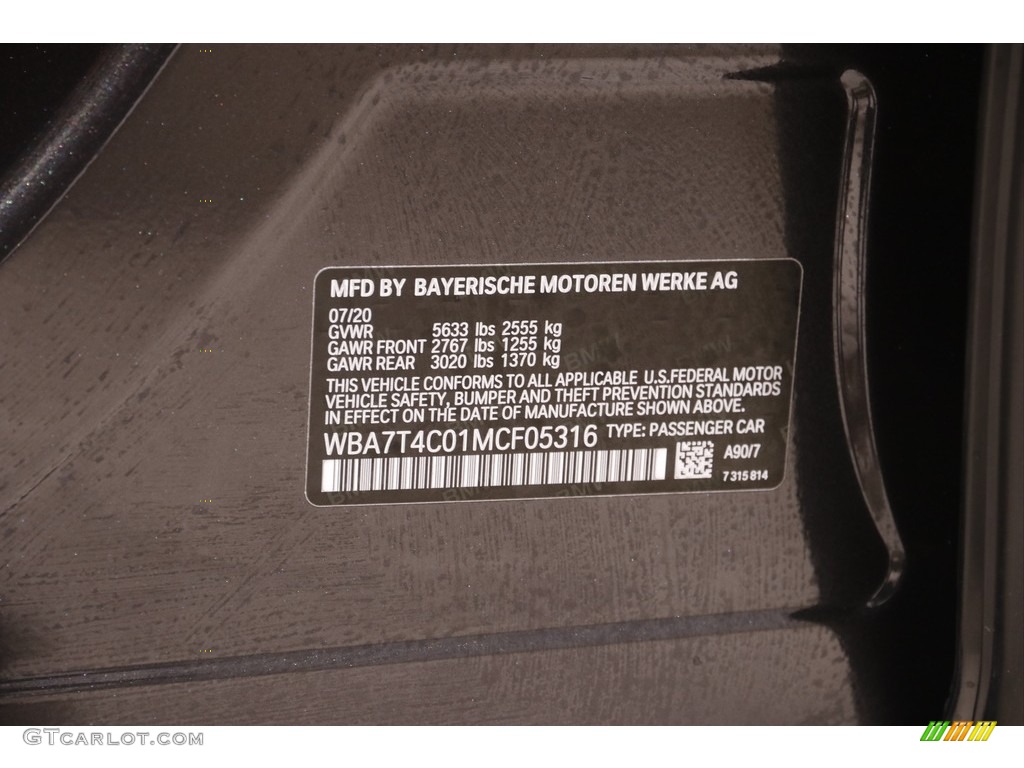 MFD BY BAYERISCHE MOTOREN WERKE AG
07/20
GVWR 5633 lbs 2555 kg
GAWR FRONT 2767 lbs 1255 kg
GAWR REAR 3020 lbs 1370 kg
THIS VEHICLE CONFORMS TO ALL APPLICABLE U.S.FEDERAL MOTOR
VEHICLE SAFETY, BUMPER AND THEFT PREVENTION STANDARDS
IN EFFECT ON THE DATE OF MANUFACTURE SHOWN ABOVE.
WBA7T4C01MCF05316 TYPE: PASSENGER CAR
A90/7
7 315 814
GTcarlot.com